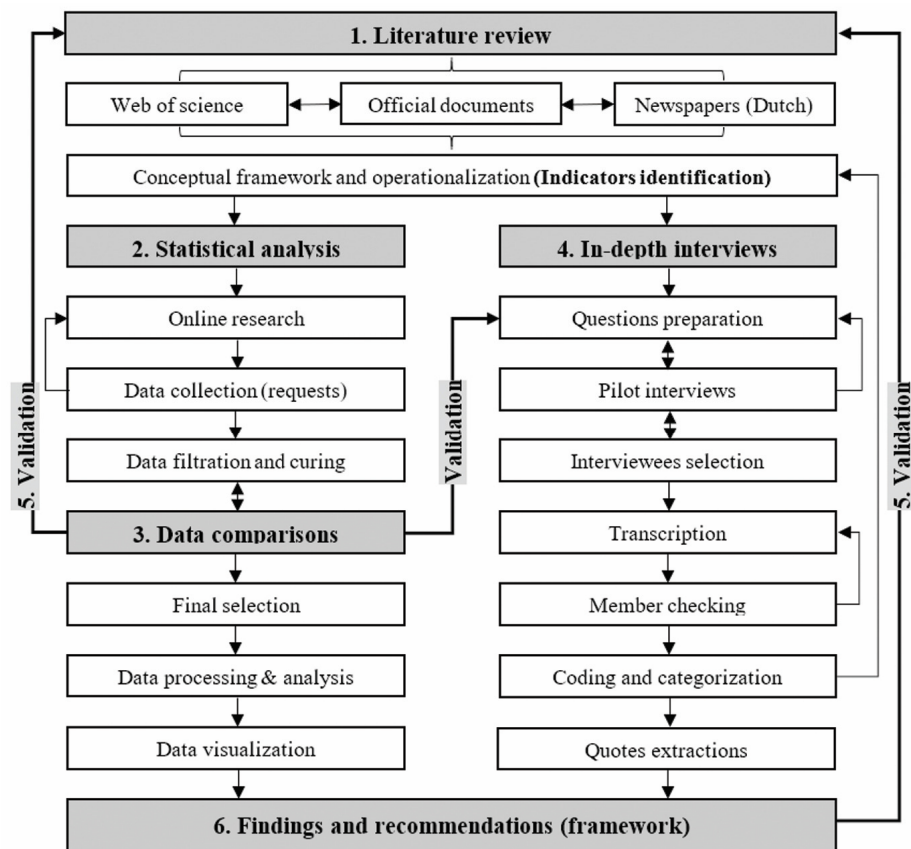 1. Literature review
Web of science
Official documents
Newspapers (Dutch)
Conceptual framework and operationalization (Indicators identification)
2. Statistical analysis
4. In-depth interviews
Online research
Questions preparation
Data collection (requests)
Pilot interviews
5. Validation
Validation
5. Validation
Data filtration and curing
Interviewees selection
3. Data comparisons
Transcription
Final selection
Member checking
Data processing & analysis
Coding and categorization
Data visualization
Quotes extractions
6. Findings and recommendations (framework)